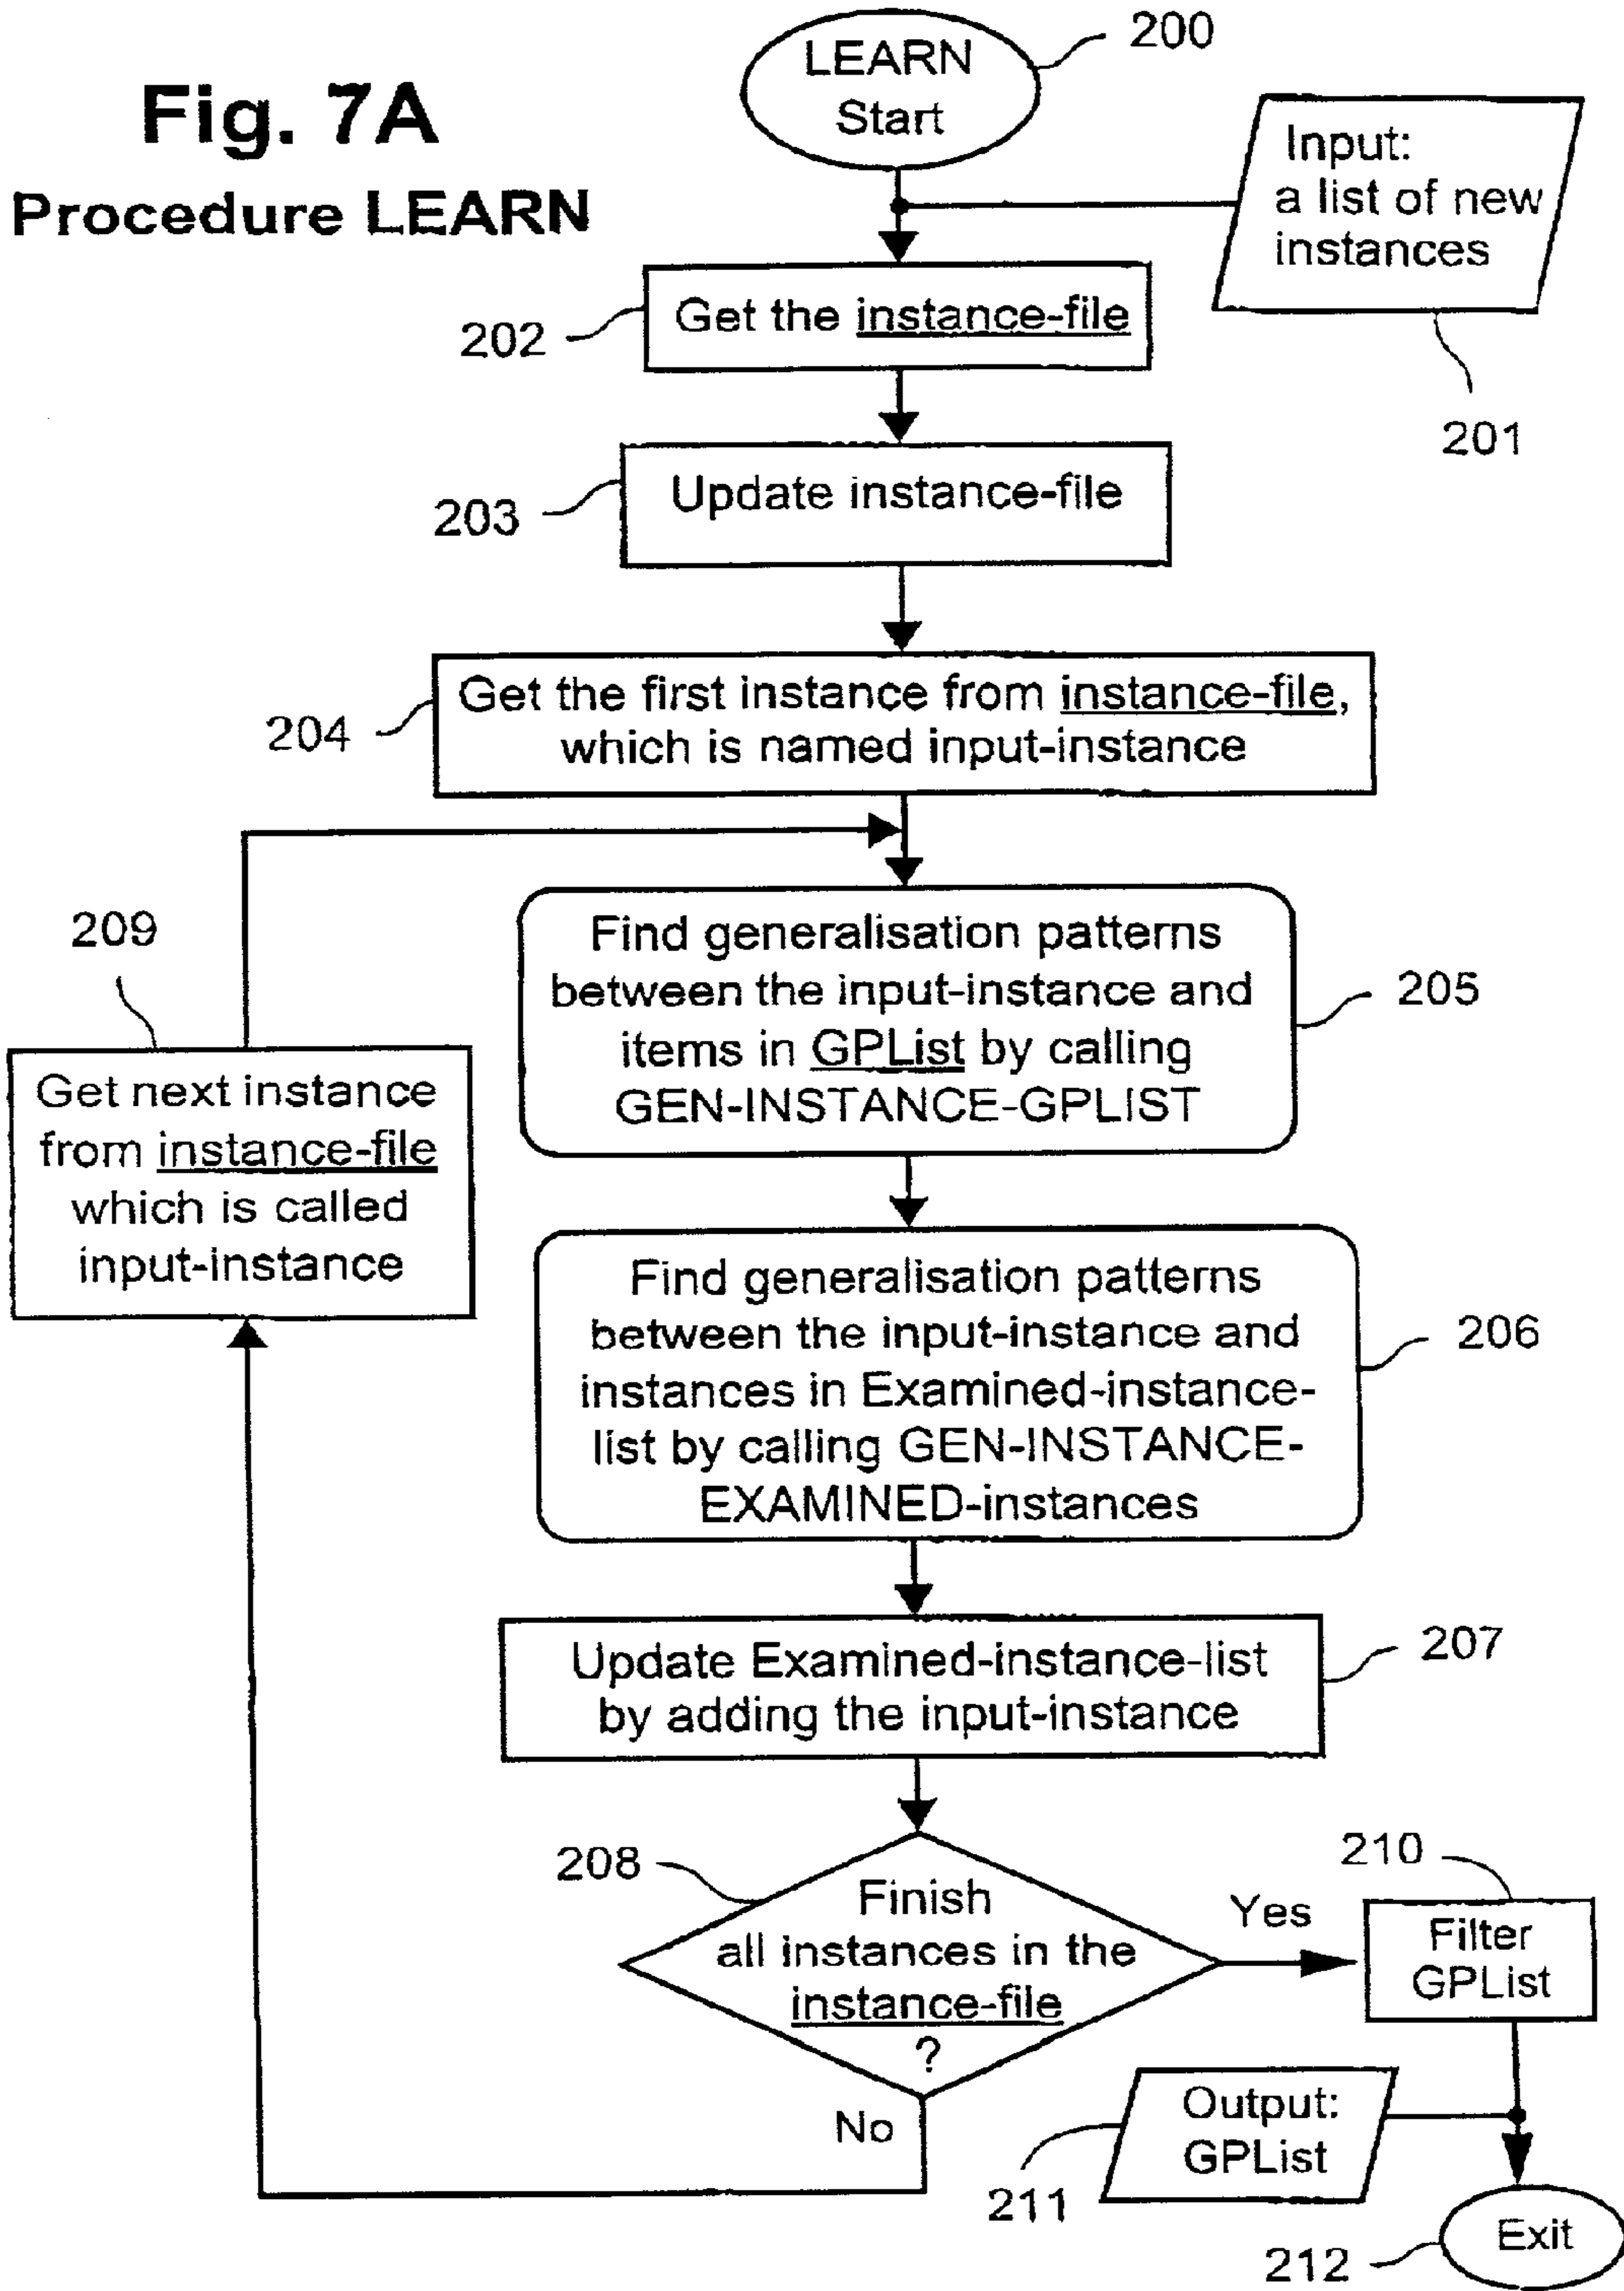 Fig. 7A
Procedure LEARN
LEARN
Start
200
Input:
a list of new
instances
201
Get the instance-file
202
Update instance-file
203
Get the first instance from instance-file,
which is named input-instance
204
Find generalisation patterns
between the input-instance and
items in GPList by calling
GEN-INSTANCE-GPLIST
205
209
Get next instance
from instance-file
which is called
input-instance
Find generalisation patterns
between the input-instance and
instances in Examined-instance-
list by calling GEN-INSTANCE-
EXAMINED-instances
206
Update Examined-instance-list
by adding the input-instance
207
208
Finish
all instances in the
instance-file
?
Yes
No
210
Filter
GPList
Output:
GPList
211
Exit
212